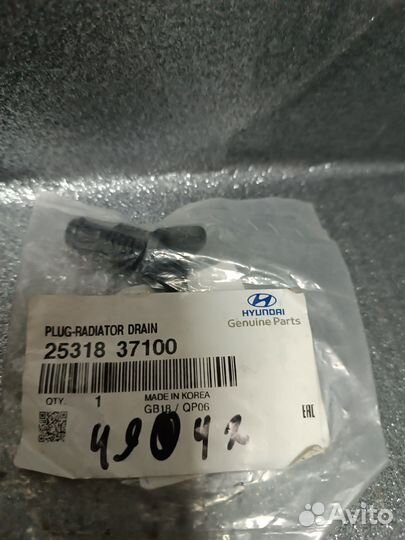 HYUNDAI
Genuine Parts
PLUG-RADIATOR DRAIN
25318 37100
QTY. 1 MADE IN KOREA
GB18 / QP06
EAC
49042
Avito